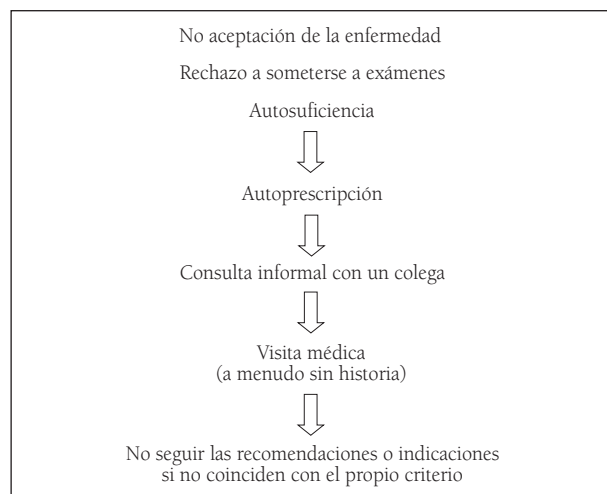 No aceptación de la enfermedad
Rechazo a someterse a exámenes
Autosuficiencia
Autoprescripción
Consulta informal con un colega
Visita médica
(a menudo sin historia)
No seguir las recomendaciones o indicaciones
si no coinciden con el propio criterio